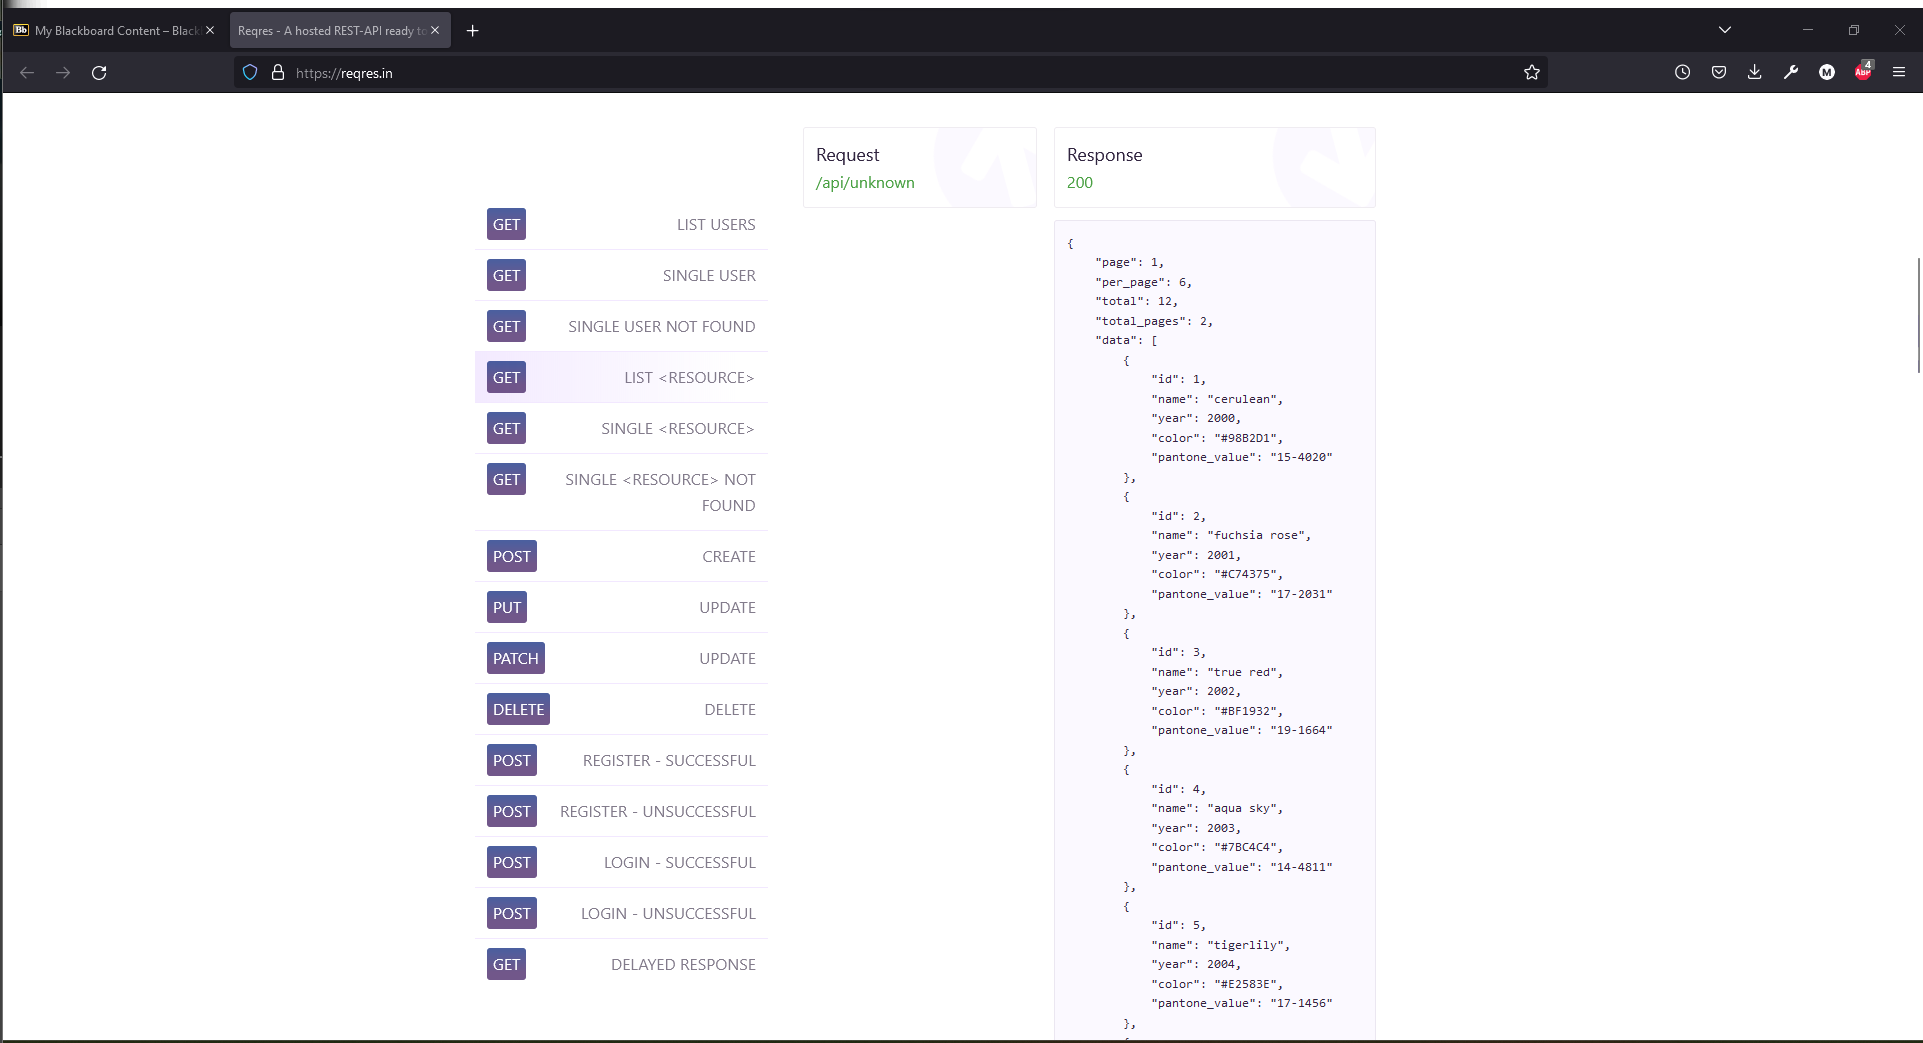 My Blackboard Content – Black
Reqres - A hosted REST-API ready to
https://reqres.in
M
ABP
4
Request
/api/unknown
Response
200
GET LIST USERS
GET SINGLE USER
GET SINGLE USER NOT FOUND
GET LIST <RESOURCE>
GET SINGLE <RESOURCE>
GET SINGLE <RESOURCE> NOT
FOUND
POST CREATE
PUT UPDATE
PATCH UPDATE
DELETE DELETE
POST REGISTER - SUCCESSFUL
POST REGISTER - UNSUCCESSFUL
POST LOGIN - SUCCESSFUL
POST LOGIN - UNSUCCESSFUL
GET DELAYED RESPONSE
{
"page": 1,
"per_page": 6,
"total": 12,
"total_pages": 2,
"data": [
{
"id": 1,
"name": "cerulean",
"year": 2000,
"color": "#98B2D1",
"pantone_value": "15-4020"
},
{
"id": 2,
"name": "fuchsia rose",
"year": 2001,
"color": "#C74375",
"pantone_value": "17-2031"
},
{
"id": 3,
"name": "true red",
"year": 2002,
"color": "#BF1932",
"pantone_value": "19-1664"
},
{
"id": 4,
"name": "aqua sky",
"year": 2003,
"color": "#7BC4C4",
"pantone_value": "14-4811"
},
{
"id": 5,
"name": "tigerlily",
"year": 2004,
"color": "#E2583E",
"pantone_value": "17-1456"
},